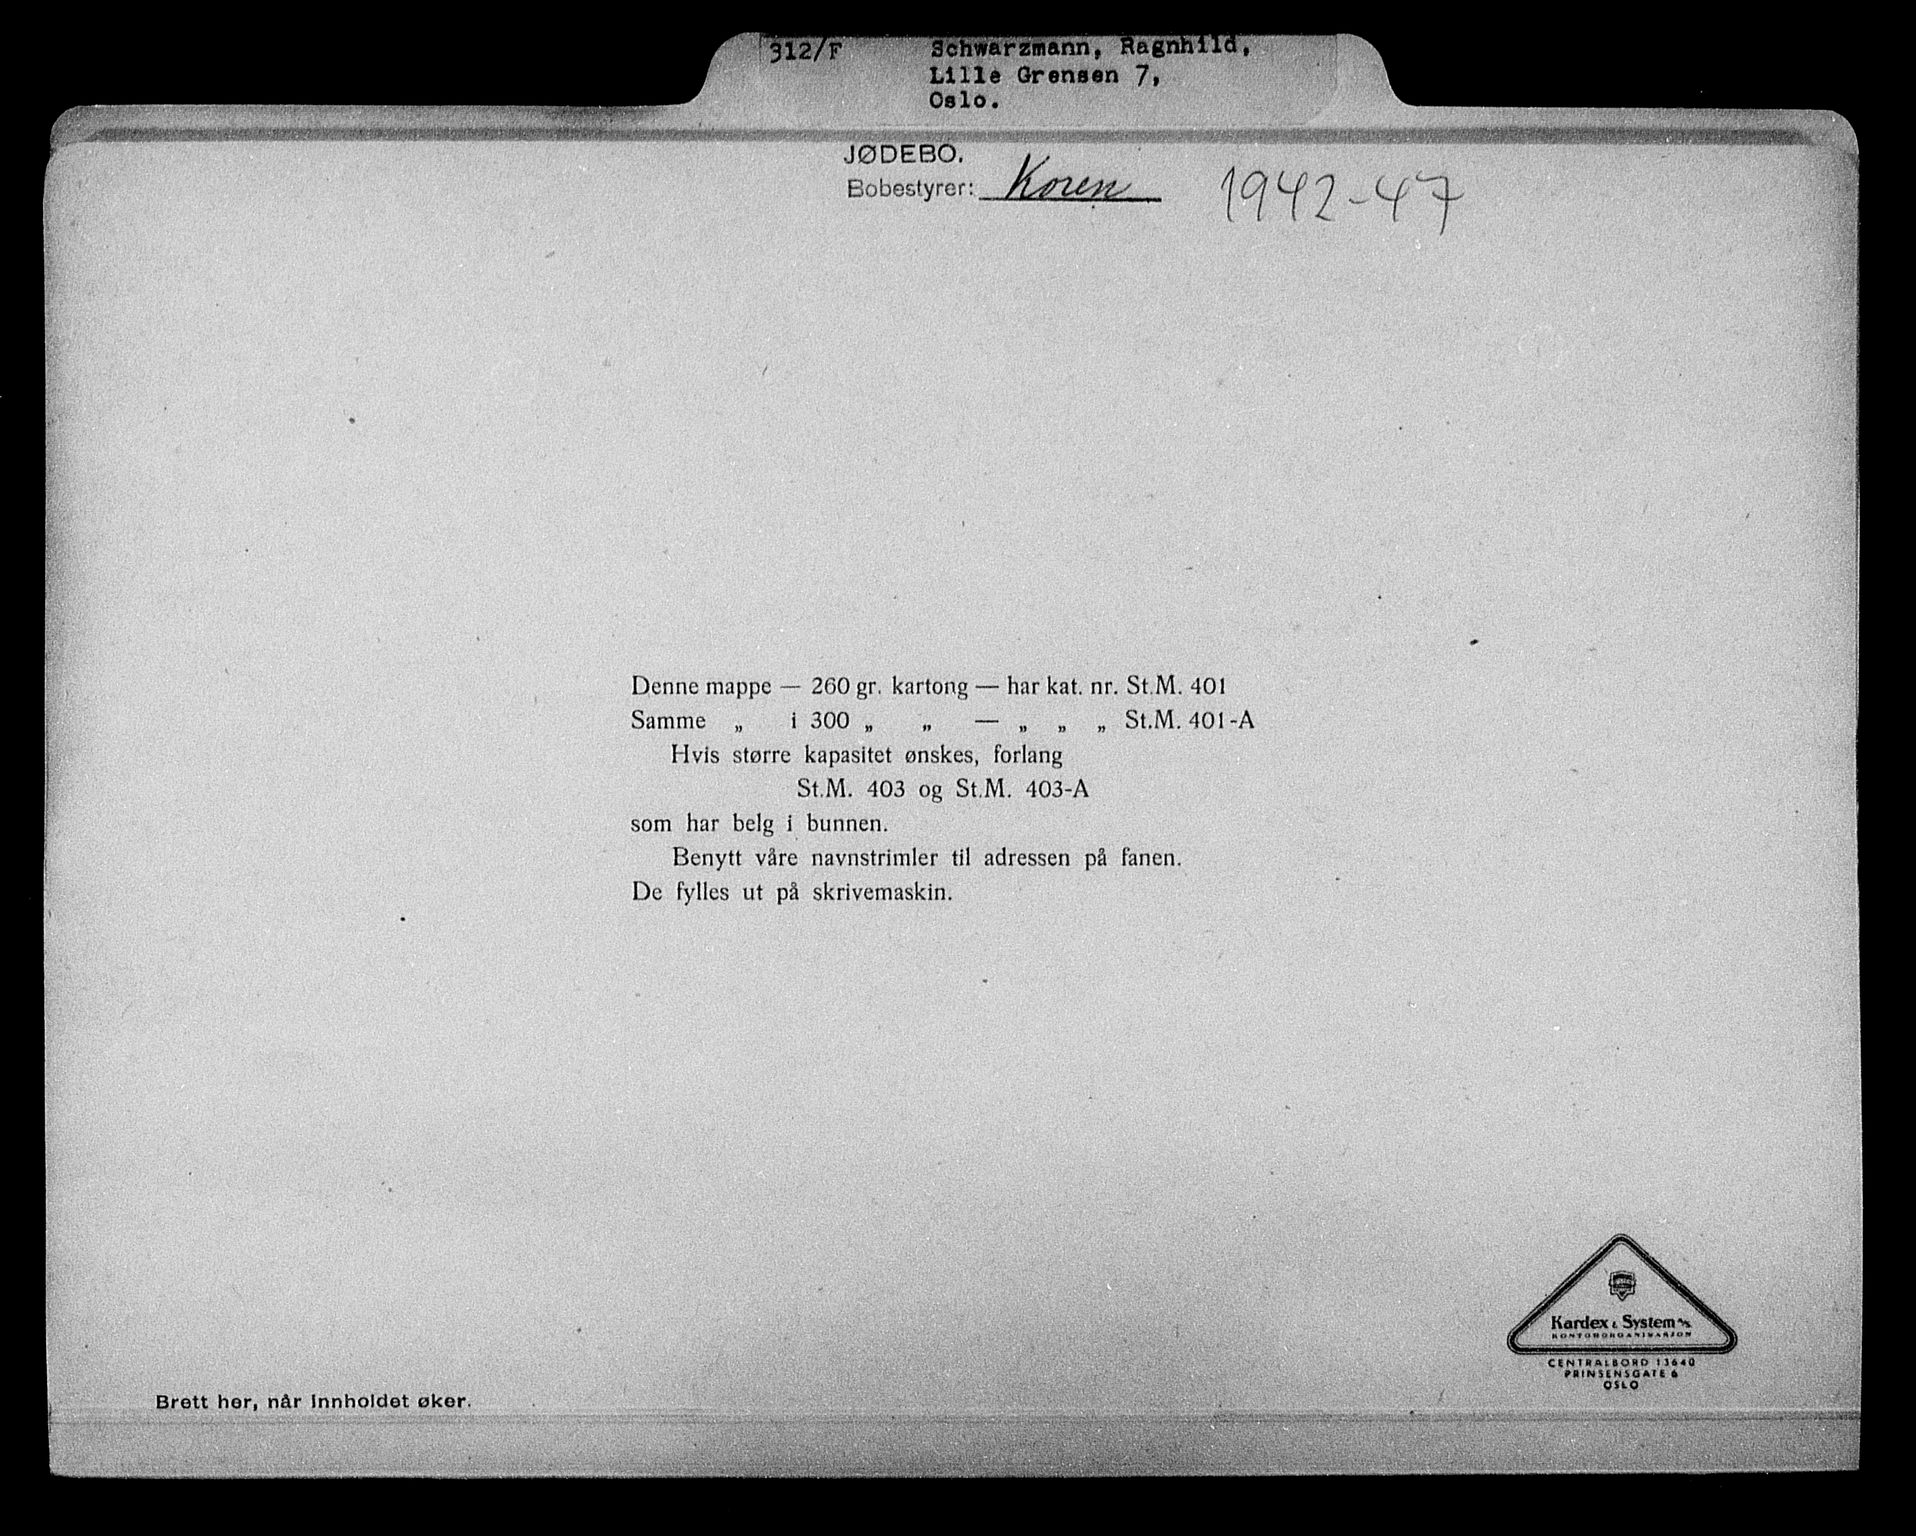 312/F Schwarzmann, Ragnhild,
Lille Grensen 7,
Oslo.
JØDEBO.
Bobestyrer: Koren 1942-47
Denne mappe — 260 gr. kartong — har kat. nr. St.M. 401
Samme „ i 300 „ „ — „ „ „ St.M. 401-A
Hvis større kapasitet ønskes, forlang
St.M. 403 og St.M. 403-A
som har belg i bunnen.
Benytt våre navnstrimler til adressen på fanen.
De fylles ut på skrivemaskin.
Kardex & System A/S
KONTORORGANISASJON
CENTRALBORD 13640
PRINSENSGATE 6
OSLO
Brett her, når innholdet øker.